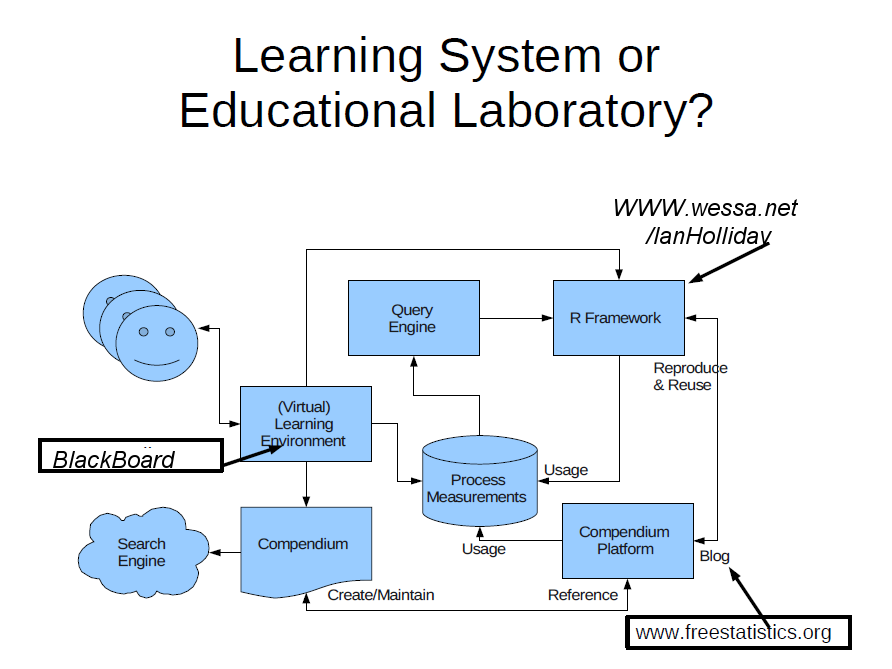 Learning System or
Educational Laboratory?
WWW.wessa.net
/IanHolliday
Query
Engine
R Framework
Reproduce
& Reuse
(Virtual)
Learning
Environment
BlackBoard
Process
Measurements
Usage
Search
Engine
Compendium
Usage
Compendium
Platform
Blog
Create/Maintain
Reference
www.freestatistics.org